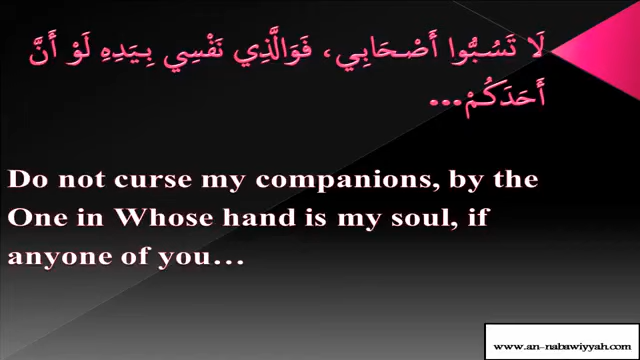 لَا تَسُبُّوا أَصْحَابِي، فَوَالَّذِي نَفْسِي بِيَدِهِ لَوْ أَنَّ
أَحَدَكُمْ...
Do not curse my companions, by the
One in Whose hand is my soul, if
anyone of you...
www.an-nabawiyyah.com